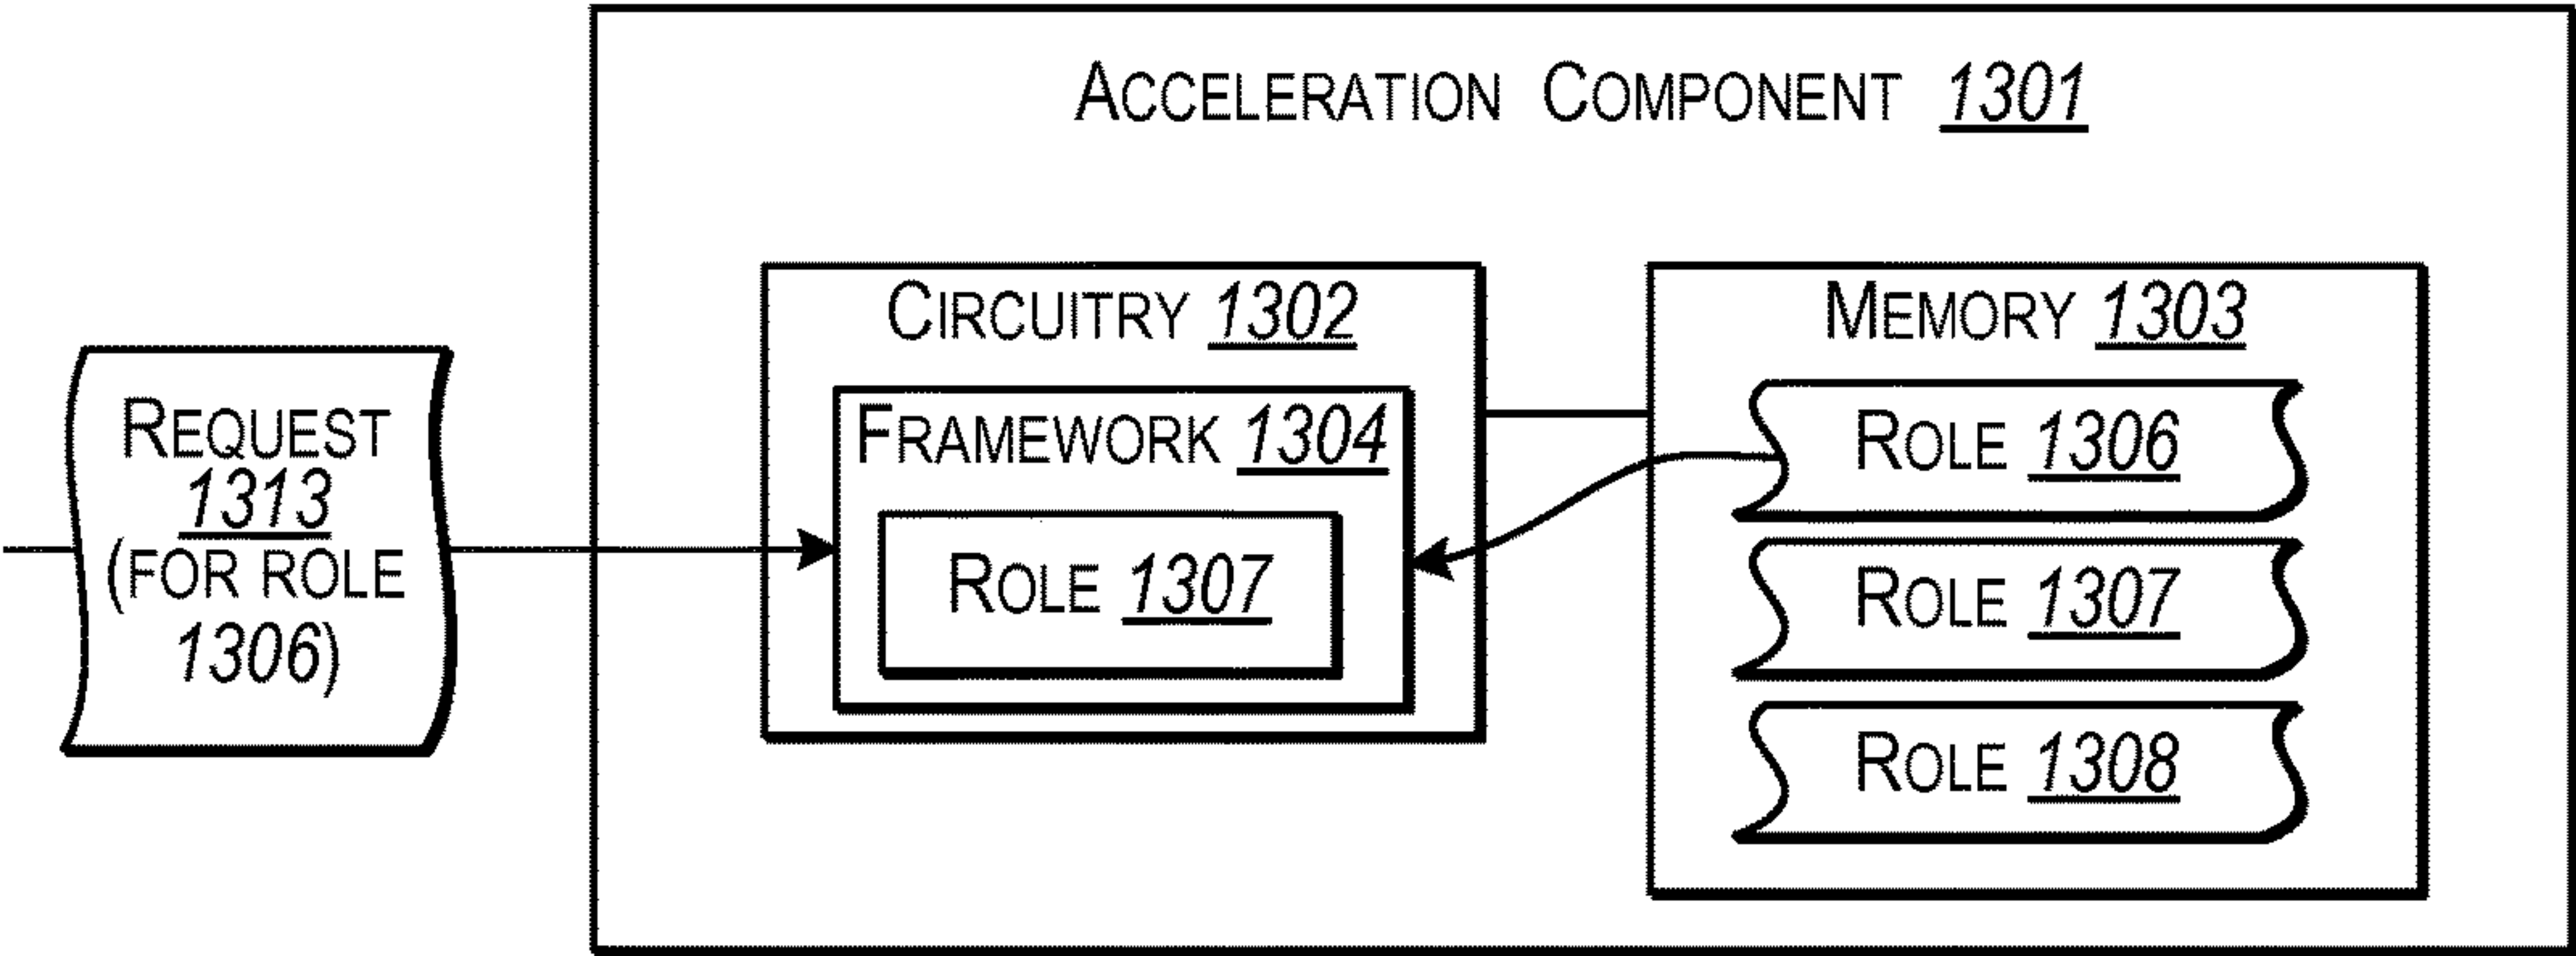 ACCELERATION COMPONENT 1301
CIRCUITRY 1302
MEMORY 1303
REQUEST
1313
(FOR ROLE
1306)
FRAMEWORK 1304
ROLE 1307
ROLE 1306
ROLE 1307
ROLE 1308